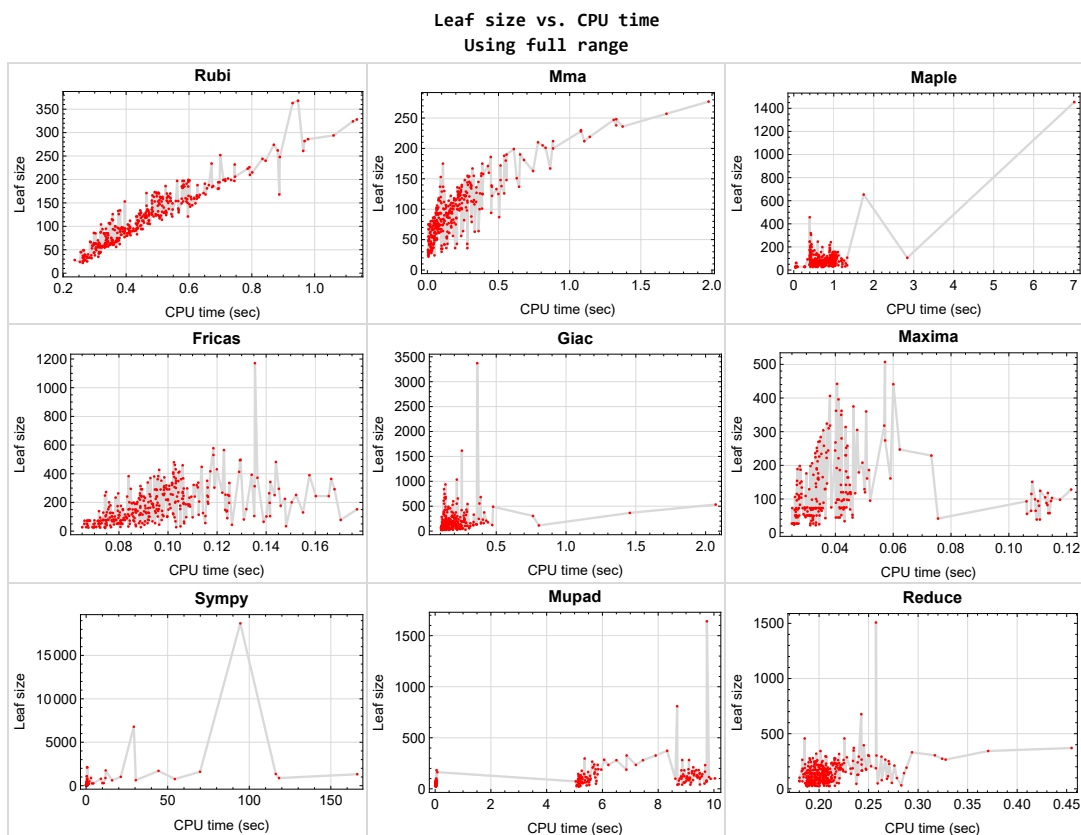 Leaf size vs. CPU time
Using full range
Rubi
Leaf size
350
300
250
200
150
100
50
0
0.2 0.4 0.6 0.8 1.0
CPU time (sec)
Mma
Leaf size
250
200
150
100
50
0
0.0 0.5 1.0 1.5 2.0
CPU time (sec)
Maple
Leaf size
1400
1200
1000
800
600
400
200
0
0 1 2 3 4 5 6 7
CPU time (sec)
Fricas
Leaf size
1200
1000
800
600
400
200
0
0.08 0.10 0.12 0.14 0.16
CPU time (sec)
Giac
Leaf size
3500
3000
2500
2000
1500
1000
500
0
0.5 1.0 1.5 2.0
CPU time (sec)
Maxima
Leaf size
500
400
300
200
100
0
0.04 0.06 0.08 0.10 0.12
CPU time (sec)
Sympy
Leaf size
15 000
10 000
5000
0
0 50 100 150
CPU time (sec)
Mupad
Leaf size
1500
1000
500
0
0 2 4 6 8 10
CPU time (sec)
Reduce
Leaf size
1500
1000
500
0
0.20 0.25 0.30 0.35 0.40 0.45
CPU time (sec)